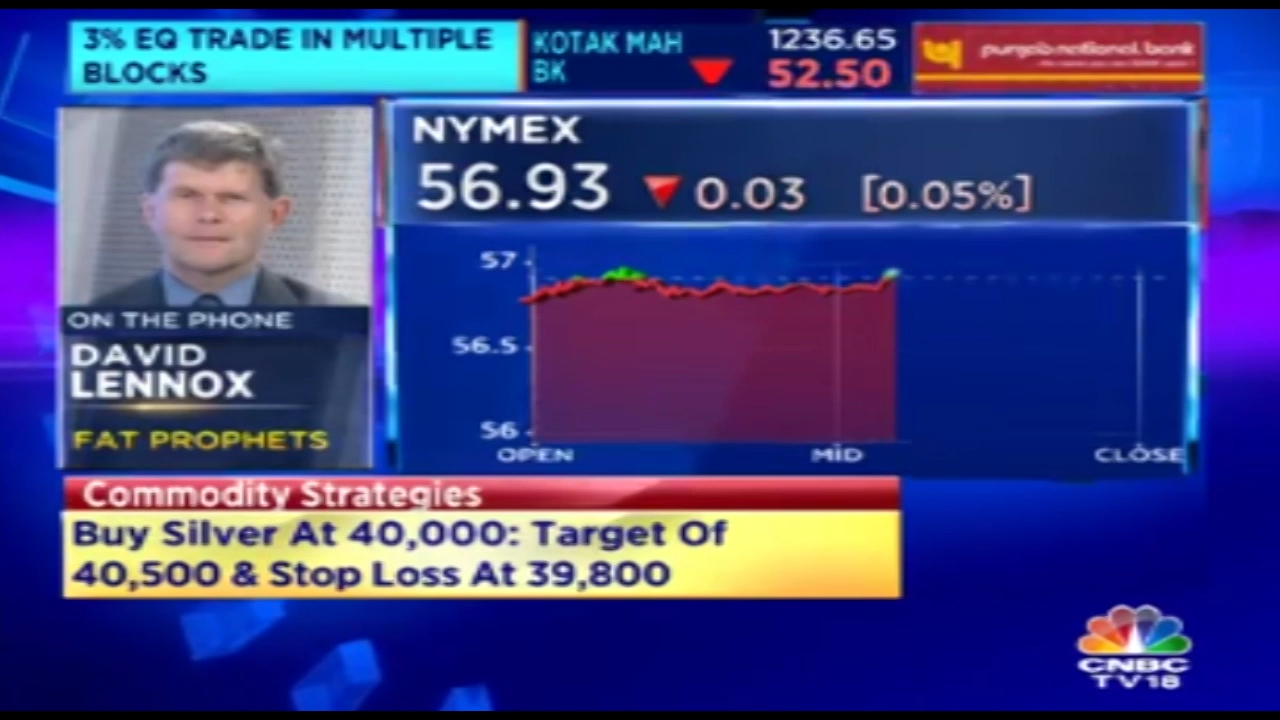 3% EQ TRADE IN MULTIPLE
BLOCKS
KOTAK MAH
BK
1236.65
52.50
punjab national bank
ON THE PHONE
DAVID
LENNOX
FAT PROPHETS
NYMEX
56.93 ▼ 0.03 [0.05%]
57
56.5
56
OPEN MID CLOSE
Commodity Strategies
Buy Silver At 40,000: Target Of
40,500 & Stop Loss At 39,800
CNBC
TV18